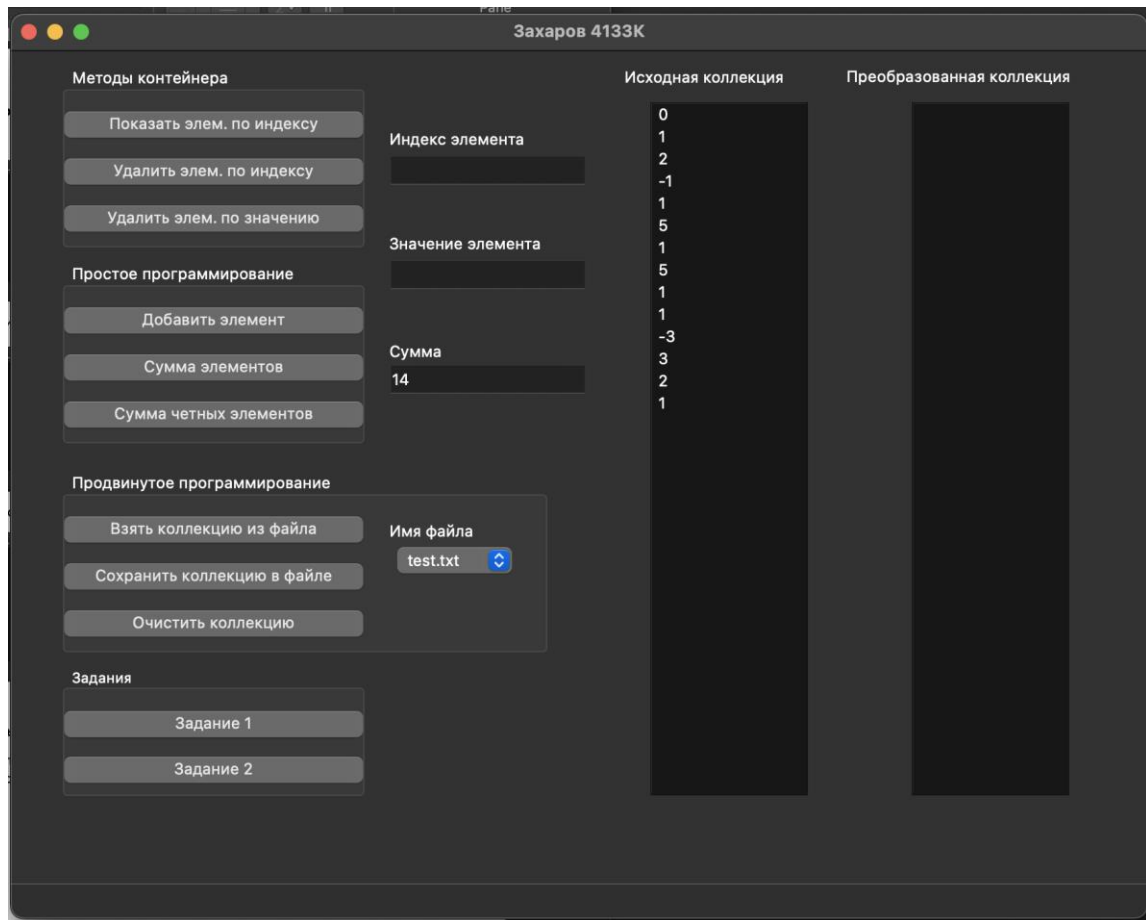 Pane
Захаров 4133К
Методы контейнера
Показать элем. по индексу
Удалить элем. по индексу
Удалить элем. по значению
Индекс элемента
Значение элемента
Простое программирование
Добавить элемент
Сумма элементов
Сумма четных элементов
Сумма
14
Продвинутое программирование
Взять коллекцию из файла
Сохранить коллекцию в файле
Очистить коллекцию
Имя файла
test.txt
Задания
Задание 1
Задание 2
Исходная коллекция
0
1
2
-1
1
5
1
5
1
1
-3
3
2
1
Преобразованная коллекция